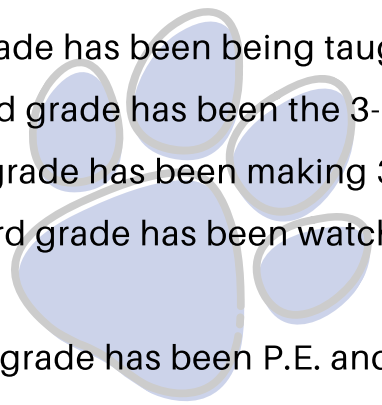 ade has been being taug
d grade has been the 3-
grade has been making 3
rd grade has been watch
grade has been P.E. and